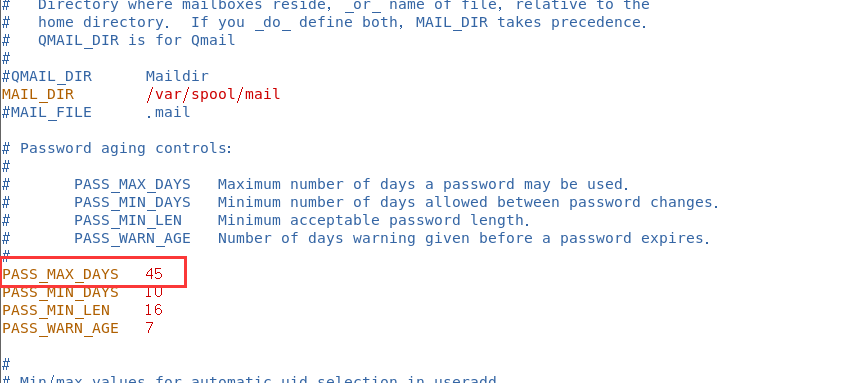 #   Directory where mailboxes reside, _or_ name of file, relative to the
#   home directory.  If you _do_ define both, MAIL_DIR takes precedence.
#   QMAIL_DIR is for Qmail
#
#QMAIL_DIR      Maildir
MAIL_DIR        /var/spool/mail
#MAIL_FILE      .mail
# Password aging controls:
#
#       PASS_MAX_DAYS   Maximum number of days a password may be used.
#       PASS_MIN_DAYS   Minimum number of days allowed between password changes.
#       PASS_MIN_LEN    Minimum acceptable password length.
#       PASS_WARN_AGE   Number of days warning given before a password expires.
#
PASS_MAX_DAYS   45
PASS_MIN_DAYS   10
PASS_MIN_LEN    16
PASS_WARN_AGE   7
#
# Min/max values for automatic uid selection in useradd